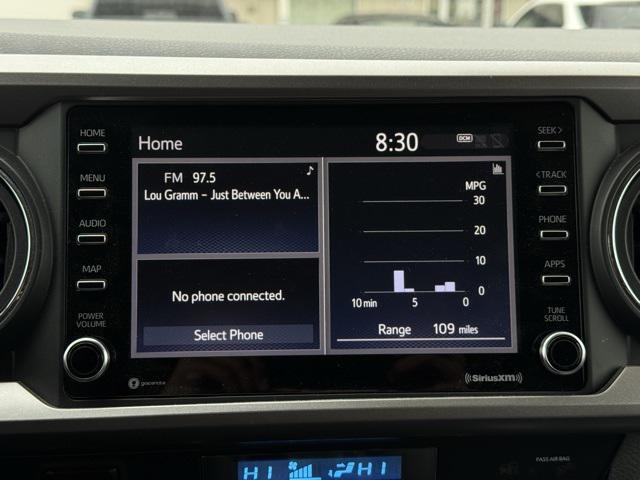 HOME
MENU
AUDIO
MAP
POWER
VOLUME
Home
8:30
DCM
FM 97.5
Lou Gramm – Just Between You A...
No phone connected.
Select Phone
MPG
30
20
10
0
10 min 5 0
Range 109 miles
SEEK>
<TRACK
PHONE
APPS
TUNE
SCROLL
gracenote
((SiriusXM))
HI HI
PASS AIR BAG